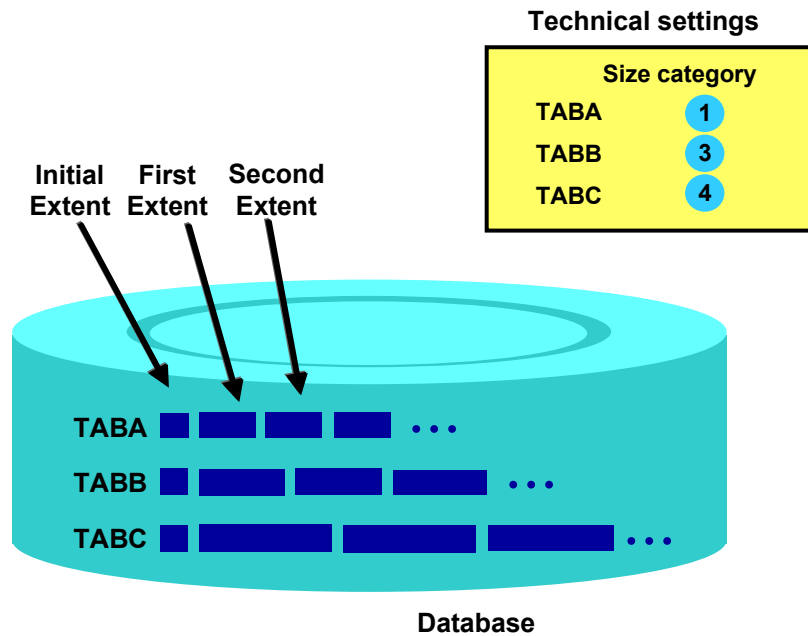 Technical settings
Size category
TABA 1
TABB 3
TABC 4
Initial Extent
First Extent
Second Extent
TABA ...
TABB ...
TABC ...
Database